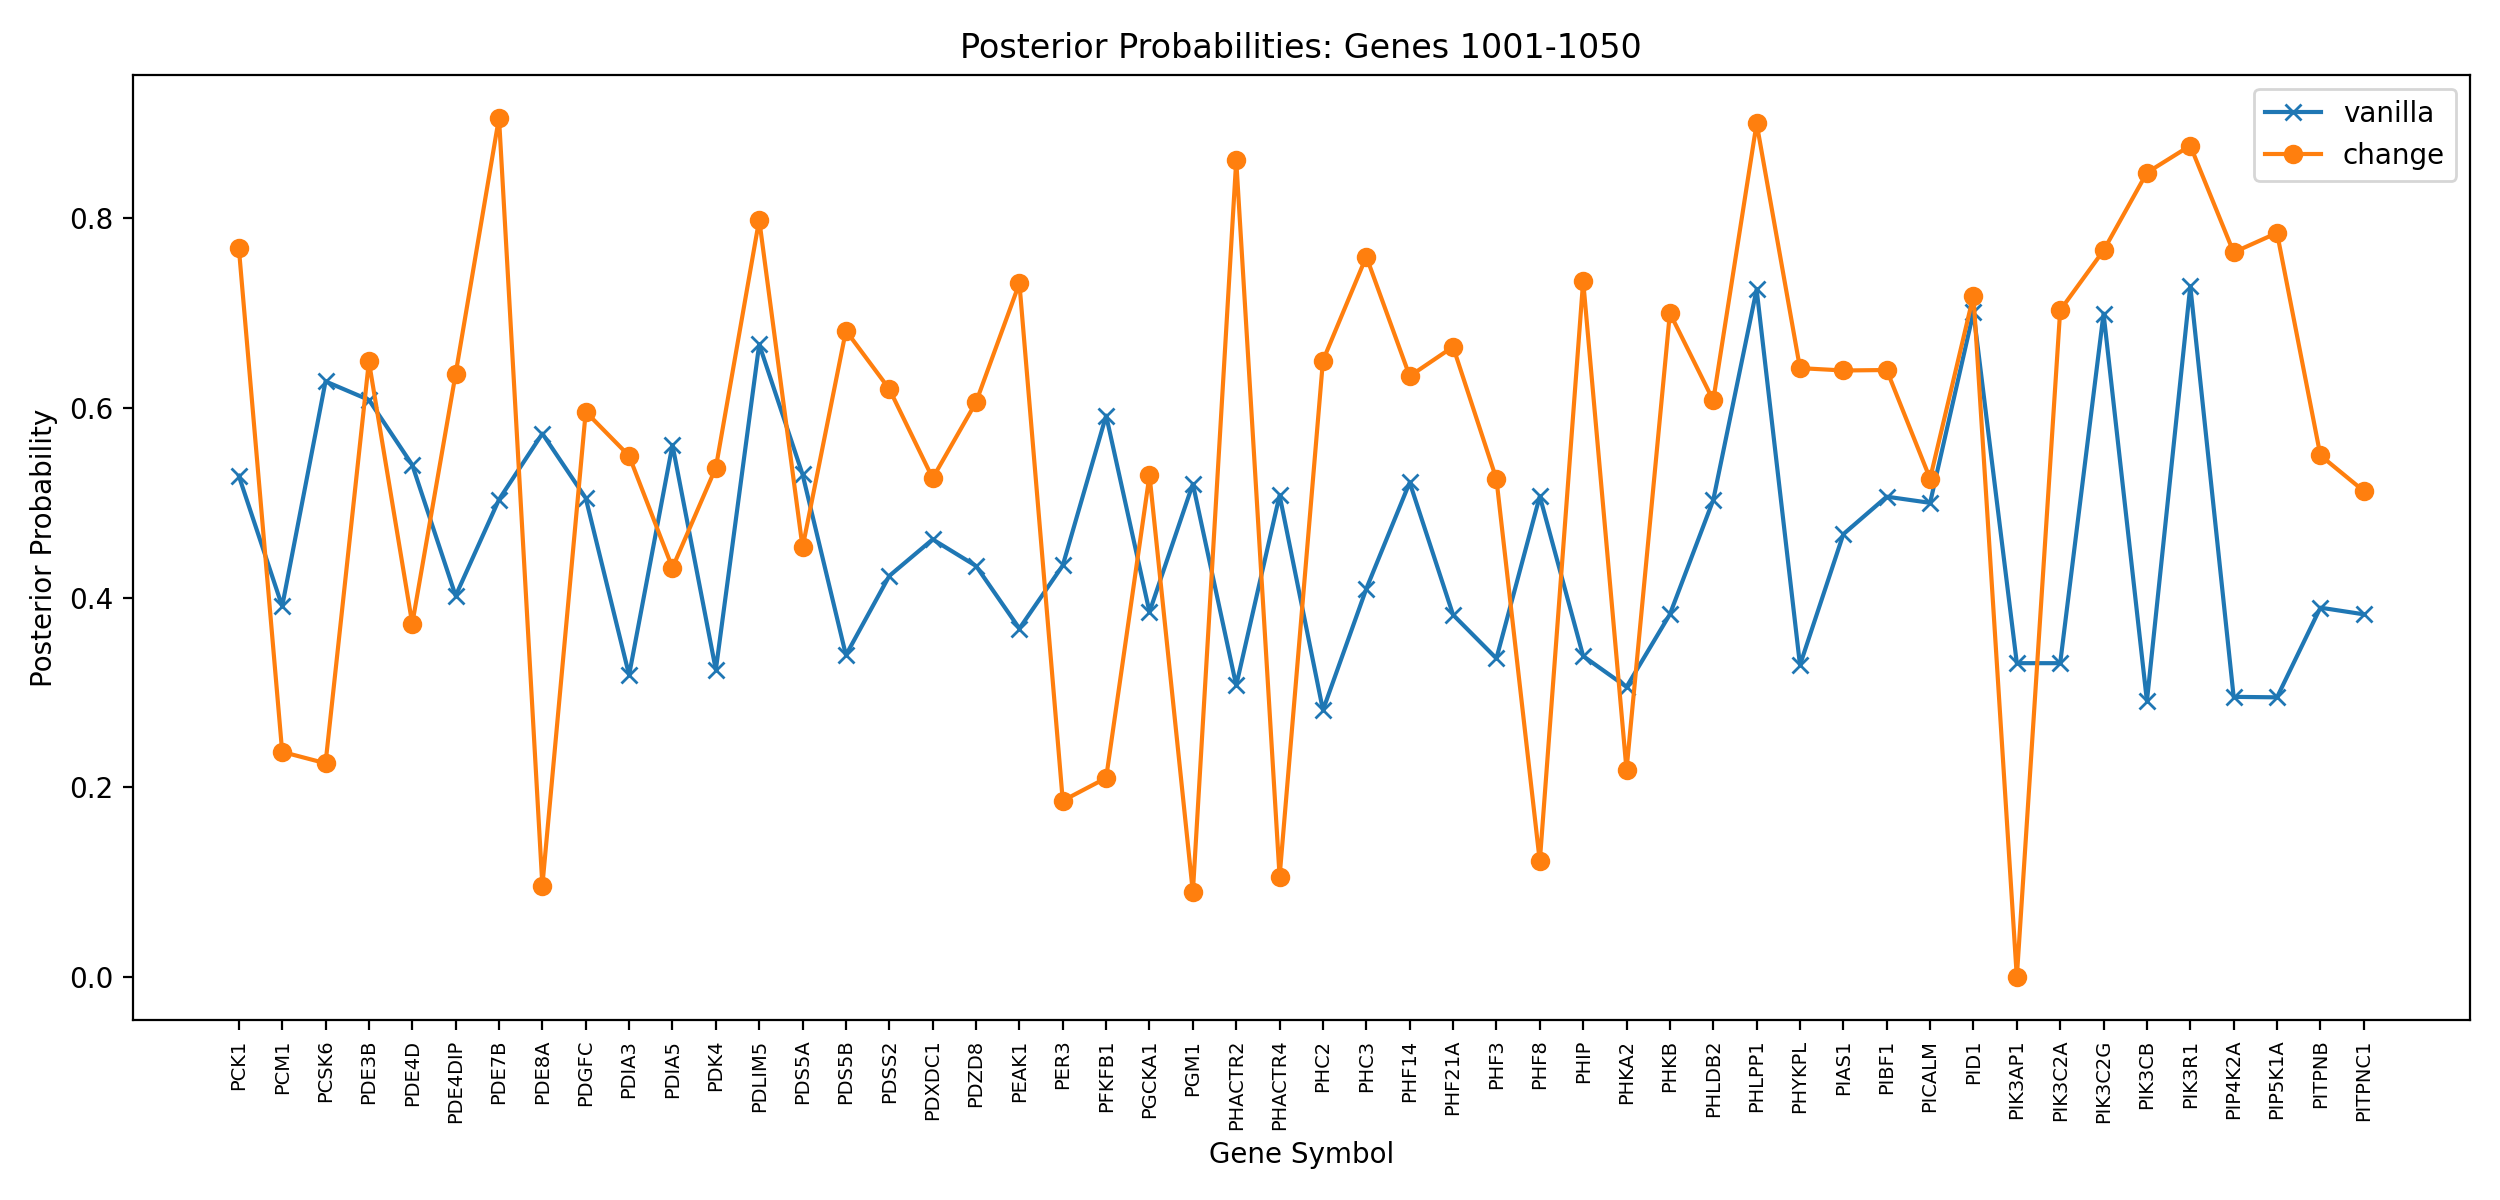 Posterior Probabilities: Genes 1001-1050
vanilla
change
Posterior Probability
0.8
0.6
0.4
0.2
0.0
PCK1
PCM1
PCSK6
PDE3B
PDE4D
PDE4DIP
PDE7B
PDE8A
PDGFC
PDIA3
PDIA5
PDK4
PDLIM5
PDS5A
PDS5B
PDSS2
PDXDC1
PDZD8
PEAK1
PER3
PFKFB1
PGCKA1
PGM1
PHACTR2
PHACTR4
PHC2
PHC3
PHF14
PHF21A
PHF3
PHF8
PHIP
PHKA2
PHKB
PHLDB2
PHLPP1
PHYKPL
PIAS1
PIBF1
PICALM
PID1
PIK3AP1
PIK3C2A
PIK3C2G
PIK3CB
PIK3R1
PIP4K2A
PIP5K1A
PITPNB
PITPNC1
Gene Symbol